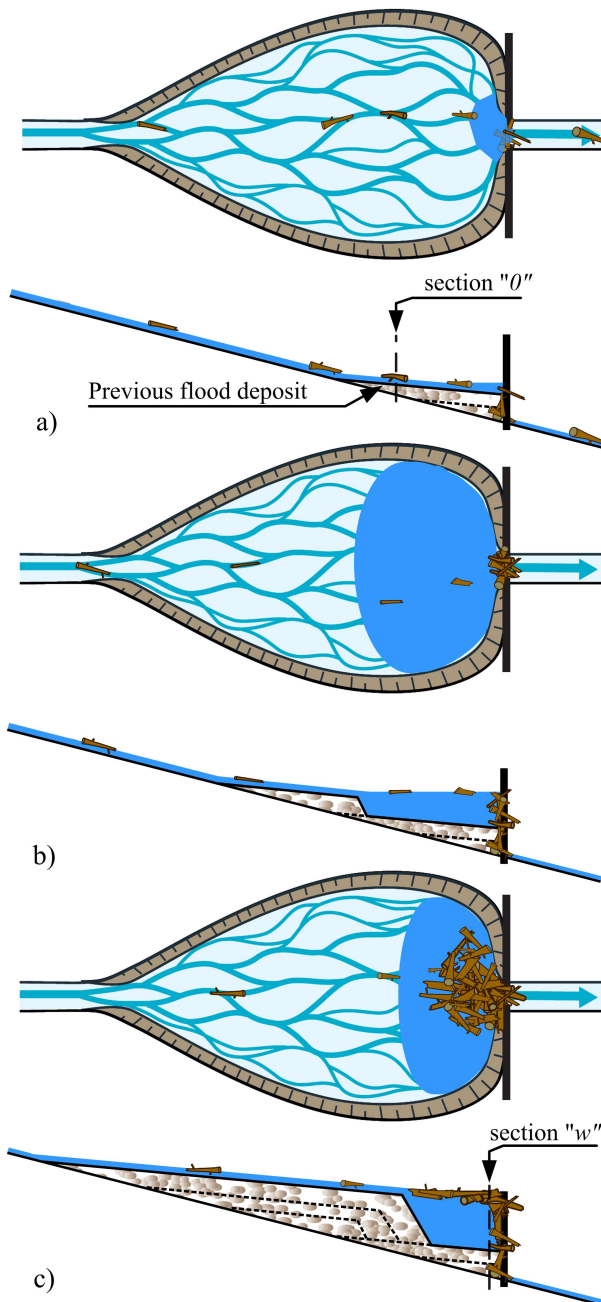 section "0"
Previous flood deposit
a)
b)
section "w"
c)